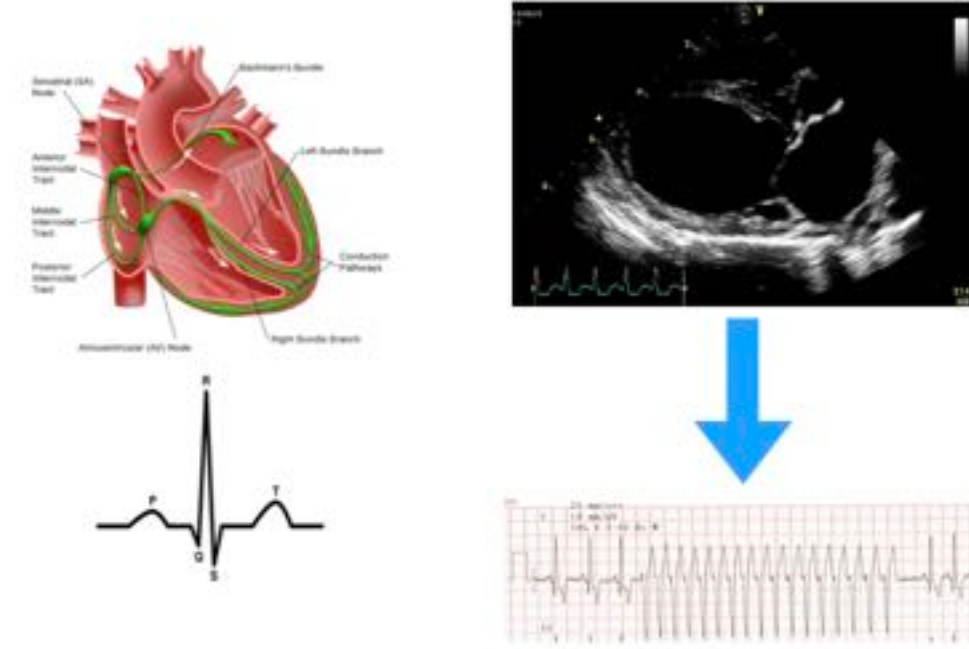 Bachmann's Bundle
Sinoatrial (SA)
Node
Left Bundle Branch
Anterior
Internodal
Tract
Middle
Internodal
Tract
Posterior
Internodal
Tract
Conduction
Pathways
Right Bundle Branch
Atrioventricular (AV) Node
R
P
T
Q
S
V